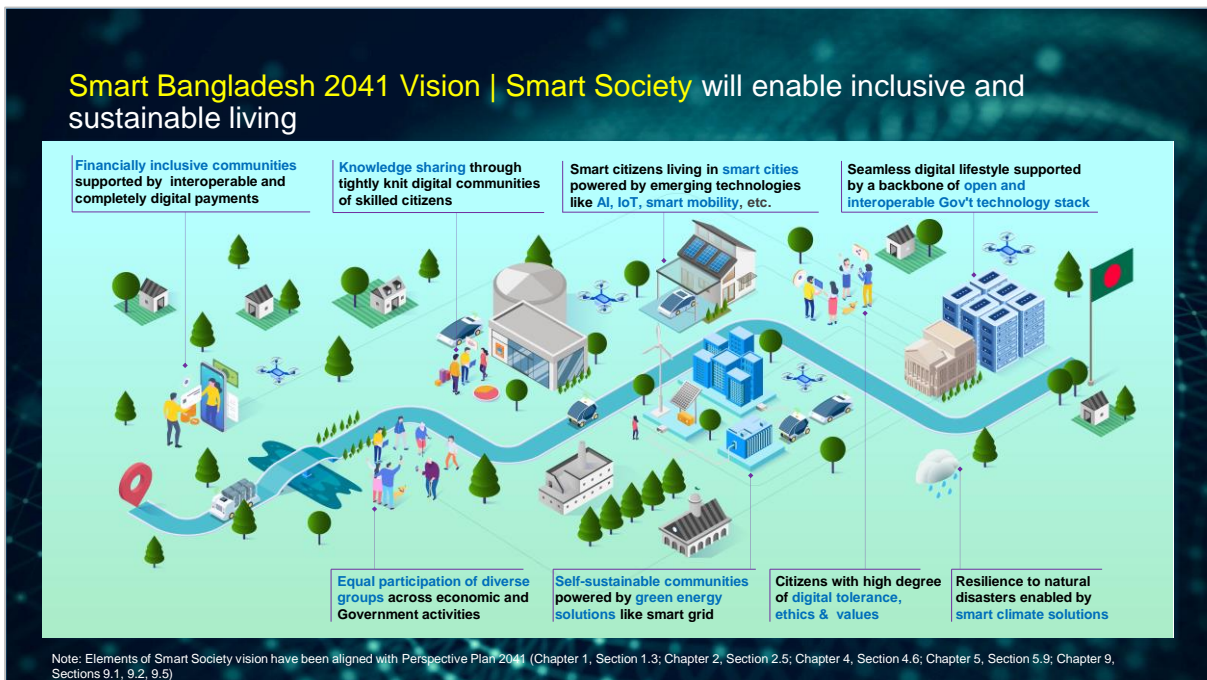 Smart Bangladesh 2041 Vision | Smart Society will enable inclusive and
sustainable living
Financially inclusive communities
supported by interoperable and
completely digital payments
Knowledge sharing through
tightly knit digital communities
of skilled citizens
Smart citizens living in smart cities
powered by emerging technologies
like AI, IoT, smart mobility, etc.
Seamless digital lifestyle supported
by a backbone of open and
interoperable Gov't technology stack
Equal participation of diverse
groups across economic and
Government activities
Self-sustainable communities
powered by green energy
solutions like smart grid
Citizens with high degree
of digital tolerance,
ethics & values
Resilience to natural
disasters enabled by
smart climate solutions
Note: Elements of Smart Society vision have been aligned with Perspective Plan 2041 (Chapter 1, Section 1.3; Chapter 2, Section 2.5; Chapter 4, Section 4.6; Chapter 5, Section 5.9; Chapter 9,
Sections 9.1, 9.2, 9.5)